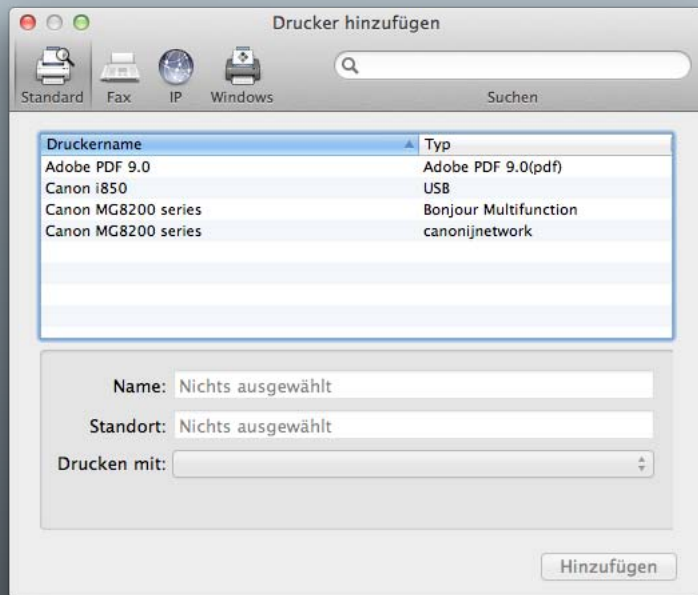 Drucker hinzufügen
Standard Fax IP Windows Suchen
Druckername Typ
Adobe PDF 9.0 Adobe PDF 9.0(pdf)
Canon i850 USB
Canon MG8200 series Bonjour Multifunction
Canon MG8200 series canonijnetwork
Name: Nichts ausgewählt
Standort: Nichts ausgewählt
Drucken mit:
Hinzufügen